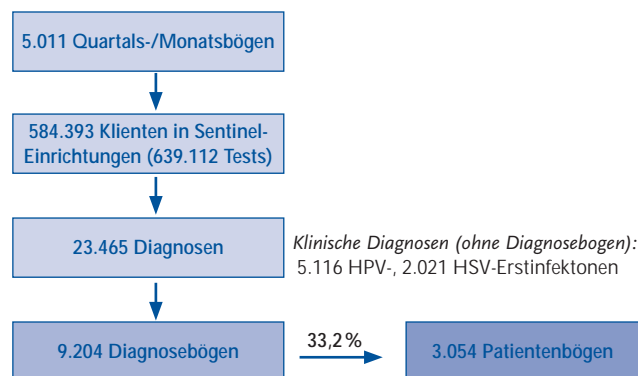 5.011 Quartals-/Monatsbögen
584.393 Klienten in Sentinel-
Einrichtungen (639.112 Tests)
23.465 Diagnosen
Klinische Diagnosen (ohne Diagnosebogen):
5.116 HPV-, 2.021 HSV-Erstinfektonen
9.204 Diagnosebögen
33,2%
3.054 Patientenbögen